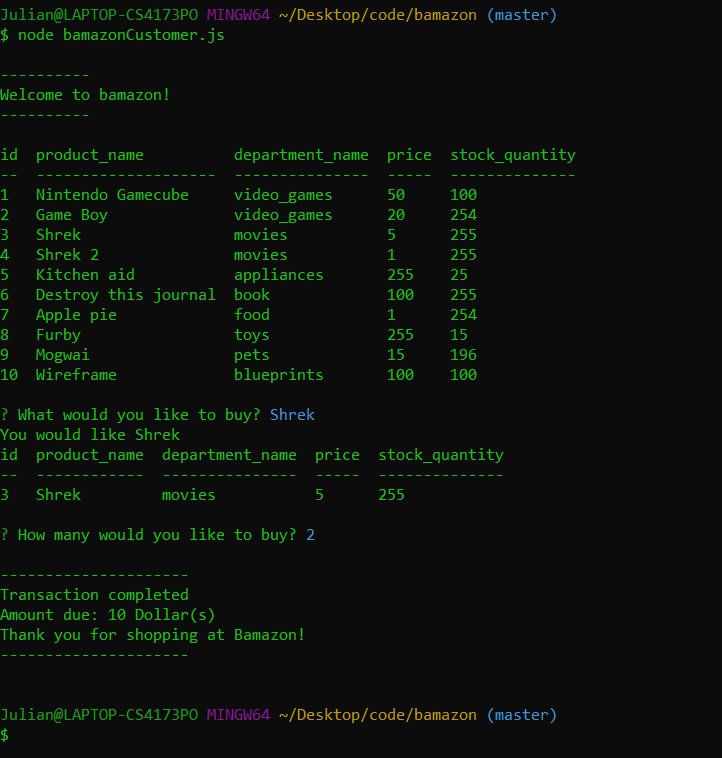 Julian@LAPTOP-CS4173PO MINGW64 ~/Desktop/code/bamazon (master)
$ node bamazonCustomer.js
----------
Welcome to bamazon!
----------
id  product_name          department_name  price  stock_quantity
--  --------------------  ---------------  -----  --------------
1   Nintendo Gamecube     video_games      50     100
2   Game Boy              video_games      20     254
3   Shrek                 movies           5      255
4   Shrek 2               movies           1      255
5   Kitchen aid           appliances       255    25
6   Destroy this journal  book             100    255
7   Apple pie             food             1      254
8   Furby                 toys             255    15
9   Mogwai                pets             15     196
10  Wireframe             blueprints       100    100
? What would you like to buy? Shrek
You would like Shrek
id  product_name  department_name  price  stock_quantity
--  ------------  ---------------  -----  --------------
3   Shrek         movies           5      255
? How many would you like to buy? 2
---------------------
Transaction completed
Amount due: 10 Dollar(s)
Thank you for shopping at Bamazon!
---------------------
Julian@LAPTOP-CS4173PO MINGW64 ~/Desktop/code/bamazon (master)
$